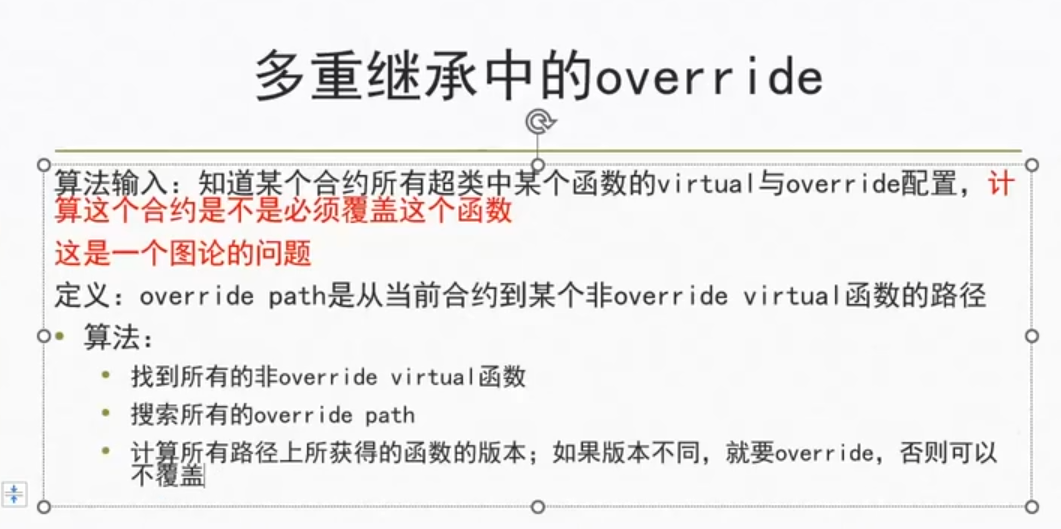 多重继承中的override
算法输入：知道某个合约所有超类中某个函数的virtual与override配置，计
算这个合约是不是必须覆盖这个函数
这是一个图论的问题
定义：override path是从当前合约到某个非override virtual函数的路径
• 算法：
• 找到所有的非override virtual函数
• 搜索所有的override path
• 计算所有路径上所获得的函数的版本；如果版本不同，就要override，否则可以
不覆盖